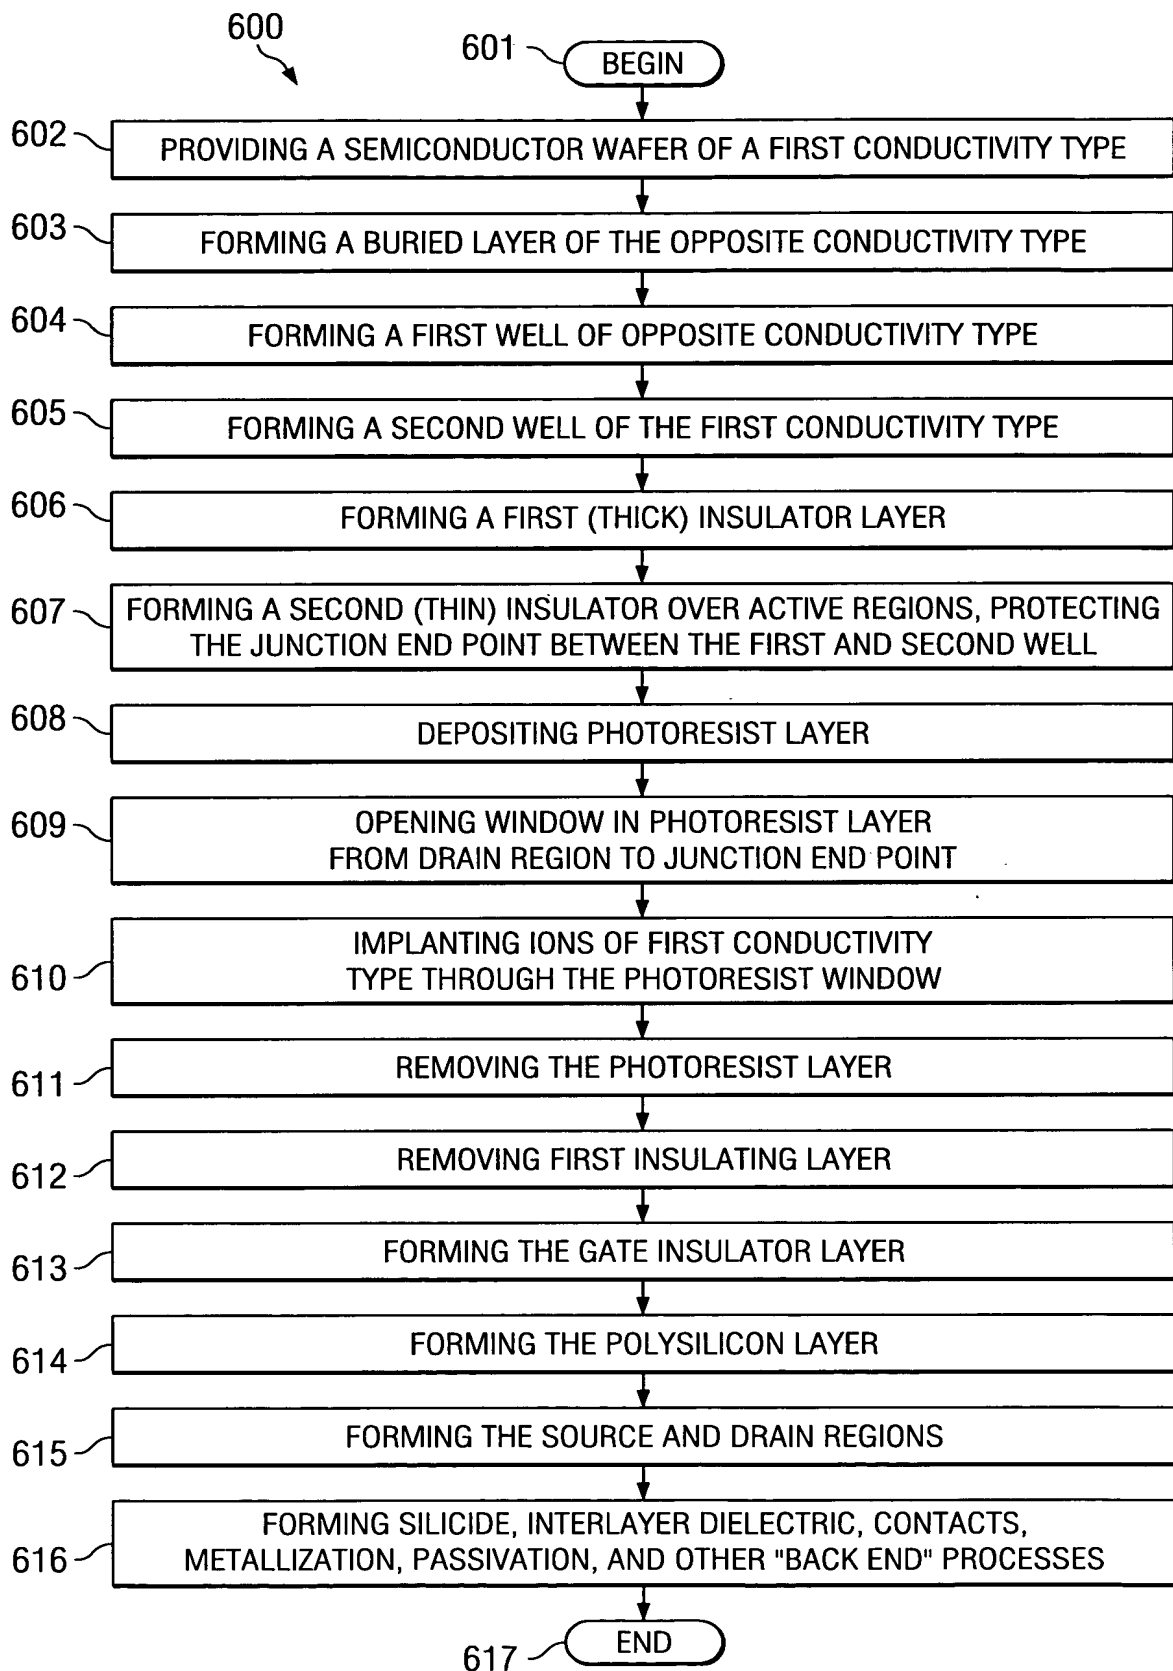 600
601
BEGIN
602
PROVIDING A SEMICONDUCTOR WAFER OF A FIRST CONDUCTIVITY TYPE
603
FORMING A BURIED LAYER OF THE OPPOSITE CONDUCTIVITY TYPE
604
FORMING A FIRST WELL OF OPPOSITE CONDUCTIVITY TYPE
605
FORMING A SECOND WELL OF THE FIRST CONDUCTIVITY TYPE
606
FORMING A FIRST (THICK) INSULATOR LAYER
607
FORMING A SECOND (THIN) INSULATOR OVER ACTIVE REGIONS, PROTECTING
THE JUNCTION END POINT BETWEEN THE FIRST AND SECOND WELL
608
DEPOSITING PHOTORESIST LAYER
609
OPENING WINDOW IN PHOTORESIST LAYER
FROM DRAIN REGION TO JUNCTION END POINT
610
IMPLANTING IONS OF FIRST CONDUCTIVITY
TYPE THROUGH THE PHOTORESIST WINDOW
611
REMOVING THE PHOTORESIST LAYER
612
REMOVING FIRST INSULATING LAYER
613
FORMING THE GATE INSULATOR LAYER
614
FORMING THE POLYSILICON LAYER
615
FORMING THE SOURCE AND DRAIN REGIONS
616
FORMING SILICIDE, INTERLAYER DIELECTRIC, CONTACTS,
METALLIZATION, PASSIVATION, AND OTHER "BACK END" PROCESSES
617
END